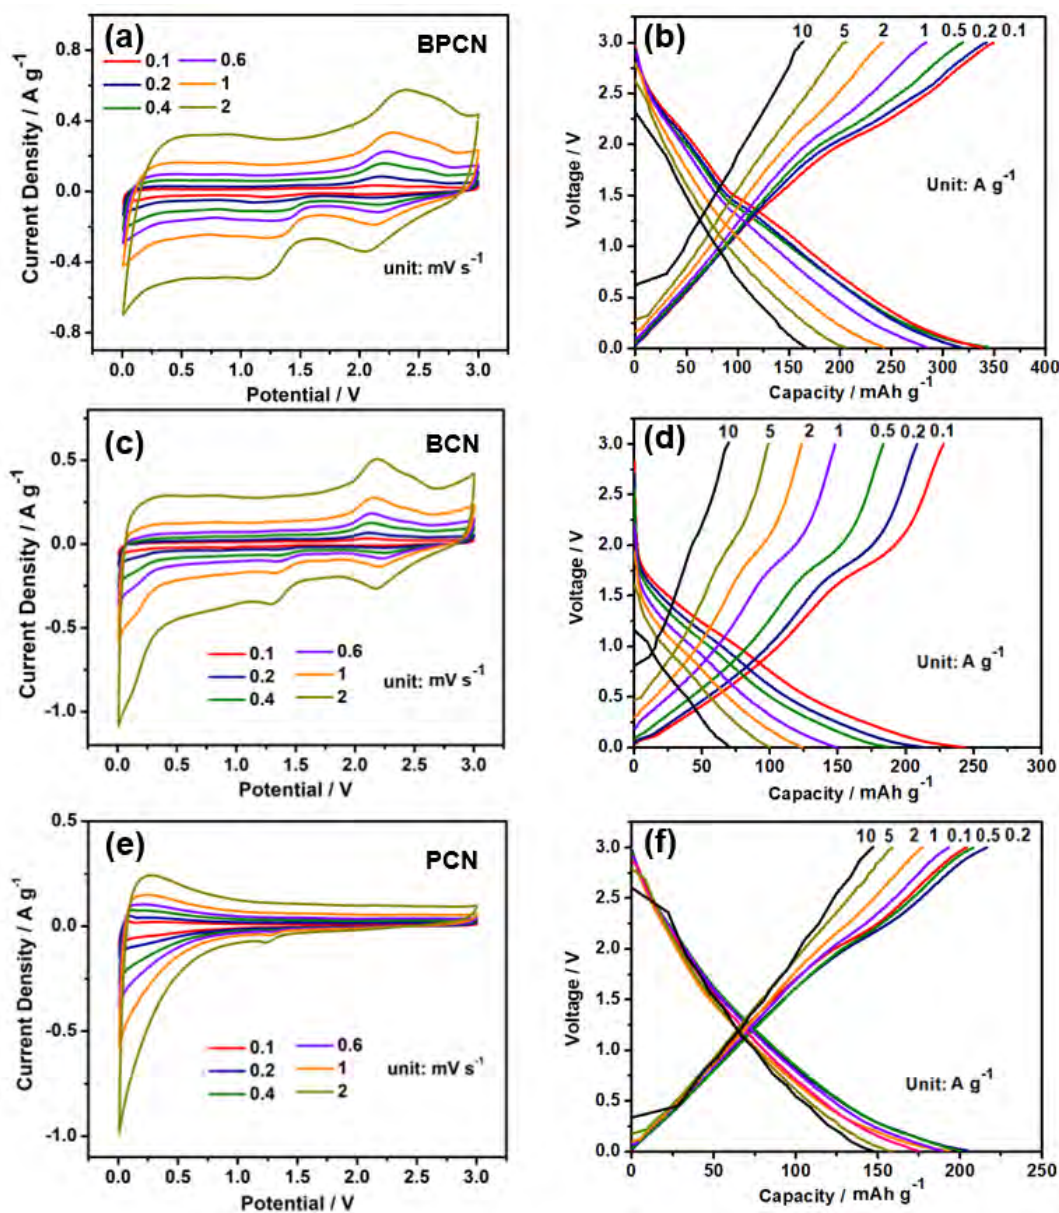 (a) BPCN
0.1 0.6
0.2 1
0.4 2
unit: mV s-1
0.8
0.4
0.0
-0.4
-0.8
Current Density / A g-1
0.0 0.5 1.0 1.5 2.0 2.5 3.0
Potential / V
(b) 10 5 2 1 0.5 0.2 0.1
Unit: A g-1
3.0
2.5
2.0
1.5
1.0
0.5
0.0
Voltage / V
0 50 100 150 200 250 300 350 400
Capacity / mAh g-1
(c) BCN
0.5
0.0
-0.5
-1.0
Current Density / A g-1
0.1 0.6
0.2 1
0.4 2
unit: mV s-1
0.0 0.5 1.0 1.5 2.0 2.5 3.0
Potential / V
(d)
10 5 2 1 0.5 0.2 0.1
Unit: A g-1
3.0
2.5
2.0
1.5
1.0
0.5
0.0
Voltage / V
0 50 100 150 200 250 300
Capacity / mAh g-1
(e) PCN
0.5
0.0
-0.5
-1.0
Current Density / A g-1
0.1 0.6
0.2 1
0.4 2
unit: mV s-1
0.0 0.5 1.0 1.5 2.0 2.5 3.0
Potential / V
(f) 10 5 2 1 0.1 0.5 0.2
Unit: A g-1
3.0
2.5
2.0
1.5
1.0
0.5
0.0
Voltage / V
0 50 100 150 200 250
Capacity / mAh g-1